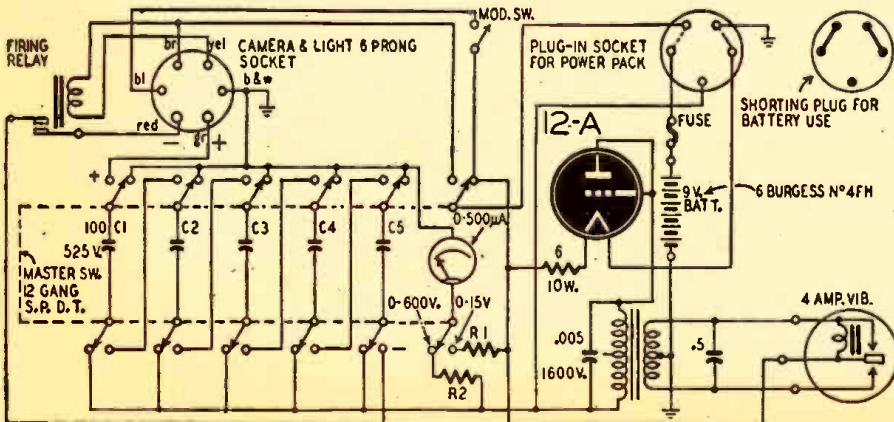 MOD. SW.
FIRING
RELAY
br
yel
CAMERA & LIGHT 6 PRONG
SOCKET
PLUG-IN SOCKET
FOR POWER PACK
bl
b&w
SHORTING PLUG FOR
BATTERY USE
red
−
gr
+
FUSE
12-A
+
9 V.
BATT.
6 BURGESS Nº 4FH
100
C1
C2
C3
C4
C5
0-500µA
525 V.
MASTER SW.
12 GANG
S.P.D.T.
6
10W.
4 AMP. VIB.
0-600V.
0-15V
R1
−
.005
.5
1600V.
R2